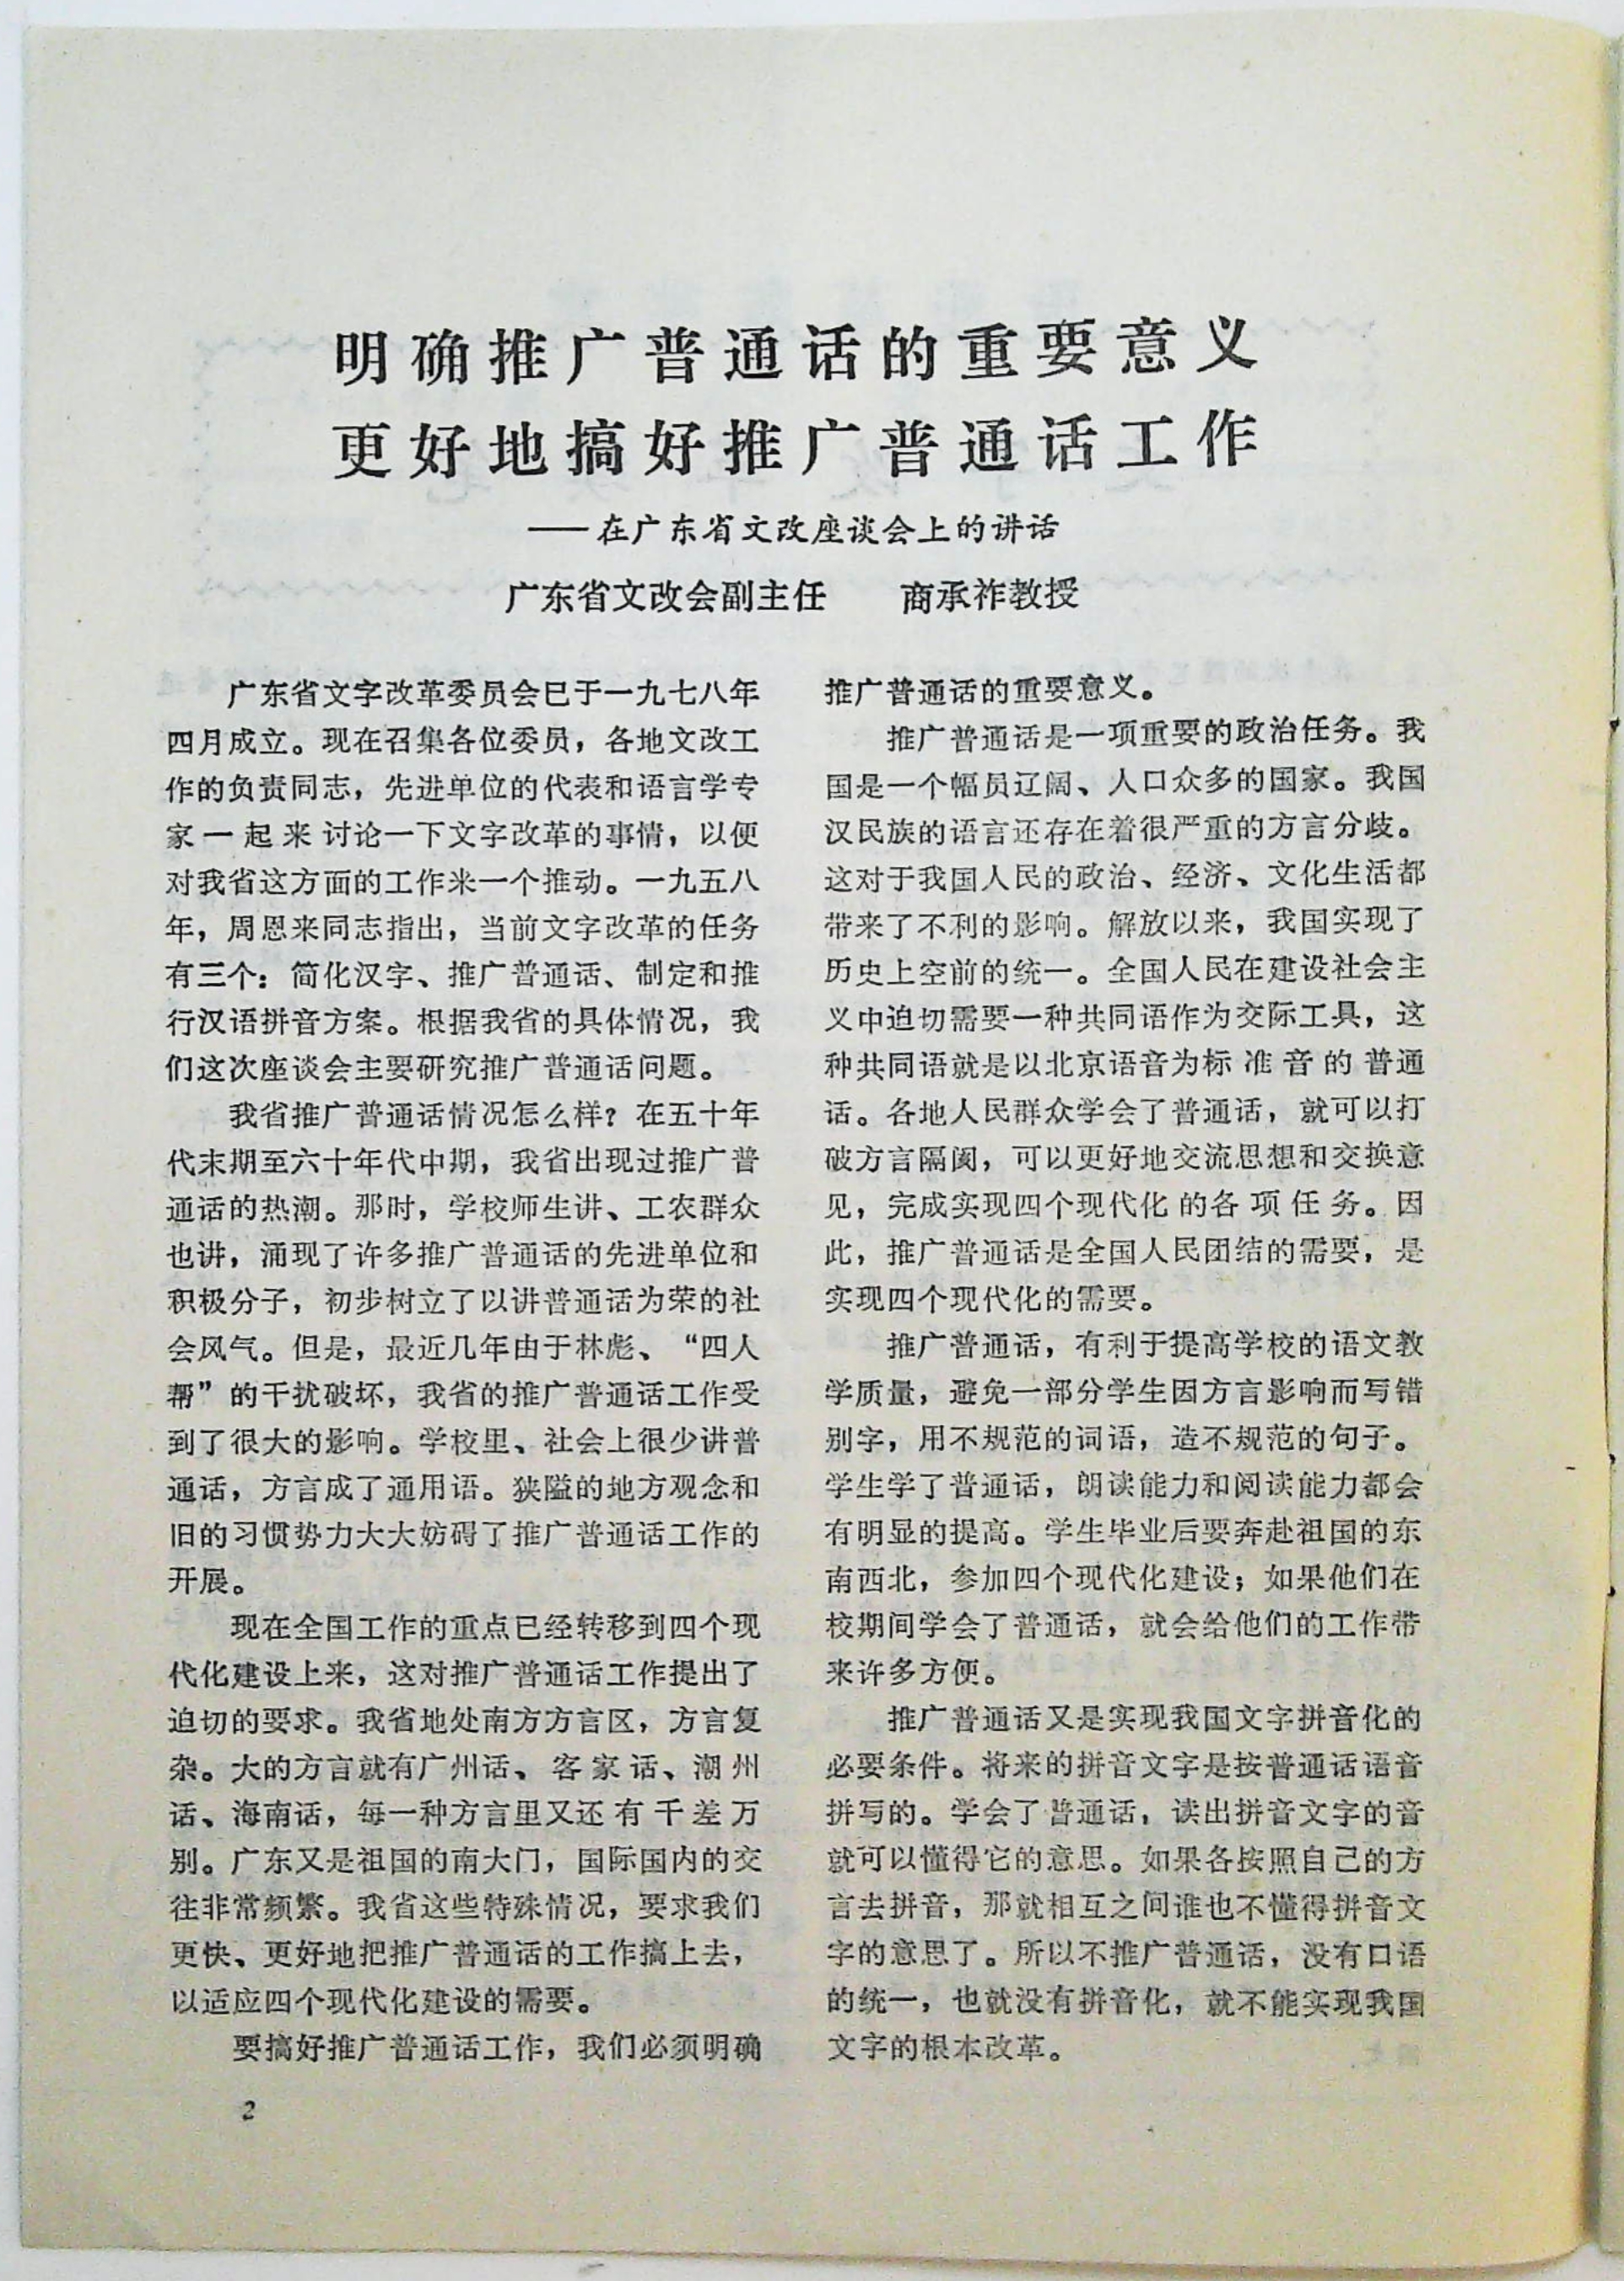 明确推广普通话的重要意义
更好地搞好推广普通话工作
——在广东省文改座谈会上的讲话
广东省文改会副主任　　商承祚教授
广东省文字改革委员会已于一九七八年
四月成立。现在召集各位委员，各地文改工
作的负责同志，先进单位的代表和语言学专
家一起来讨论一下文字改革的事情，以便
对我省这方面的工作来一个推动。一九五八
年，周恩来同志指出，当前文字改革的任务
有三个：简化汉字、推广普通话、制定和推
行汉语拼音方案。根据我省的具体情况，我
们这次座谈会主要研究推广普通话问题。
我省推广普通话情况怎么样？在五十年
代末期至六十年代中期，我省出现过推广普
通话的热潮。那时，学校师生讲、工农群众
也讲，涌现了许多推广普通话的先进单位和
积极分子，初步树立了以讲普通话为荣的社
会风气。但是，最近几年由于林彪、“四人
帮”的干扰破坏，我省的推广普通话工作受
到了很大的影响。学校里、社会上很少讲普
通话，方言成了通用语。狭隘的地方观念和
旧的习惯势力大大妨碍了推广普通话工作的
开展。
现在全国工作的重点已经转移到四个现
代化建设上来，这对推广普通话工作提出了
迫切的要求。我省地处南方方言区，方言复
杂。大的方言就有广州话、客家话、潮州
话、海南话，每一种方言里又还有千差万
别。广东又是祖国的南大门，国际国内的交
往非常频繁。我省这些特殊情况，要求我们
更快、更好地把推广普通话的工作搞上去，
以适应四个现代化建设的需要。
要搞好推广普通话工作，我们必须明确
推广普通话的重要意义。
推广普通话是一项重要的政治任务。我
国是一个幅员辽阔、人口众多的国家。我国
汉民族的语言还存在着很严重的方言分歧。
这对于我国人民的政治、经济、文化生活都
带来了不利的影响。解放以来，我国实现了
历史上空前的统一。全国人民在建设社会主
义中迫切需要一种共同语作为交际工具，这
种共同语就是以北京语音为标准音的普通
话。各地人民群众学会了普通话，就可以打
破方言隔阂，可以更好地交流思想和交换意
见，完成实现四个现代化的各项任务。因
此，推广普通话是全国人民团结的需要，是
实现四个现代化的需要。
推广普通话，有利于提高学校的语文教
学质量，避免一部分学生因方言影响而写错
别字，用不规范的词语，造不规范的句子。
学生学了普通话，朗读能力和阅读能力都会
有明显的提高。学生毕业后要奔赴祖国的东
南西北，参加四个现代化建设；如果他们在
校期间学会了普通话，就会给他们的工作带
来许多方便。
推广普通话又是实现我国文字拼音化的
必要条件。将来的拼音文字是按普通话语音
拼写的。学会了普通话，读出拼音文字的音
就可以懂得它的意思。如果各按照自己的方
言去拼音，那就相互之间谁也不懂得拼音文
字的意思了。所以不推广普通话，没有口语
的统一，也就没有拼音化，就不能实现我国
文字的根本改革。
2